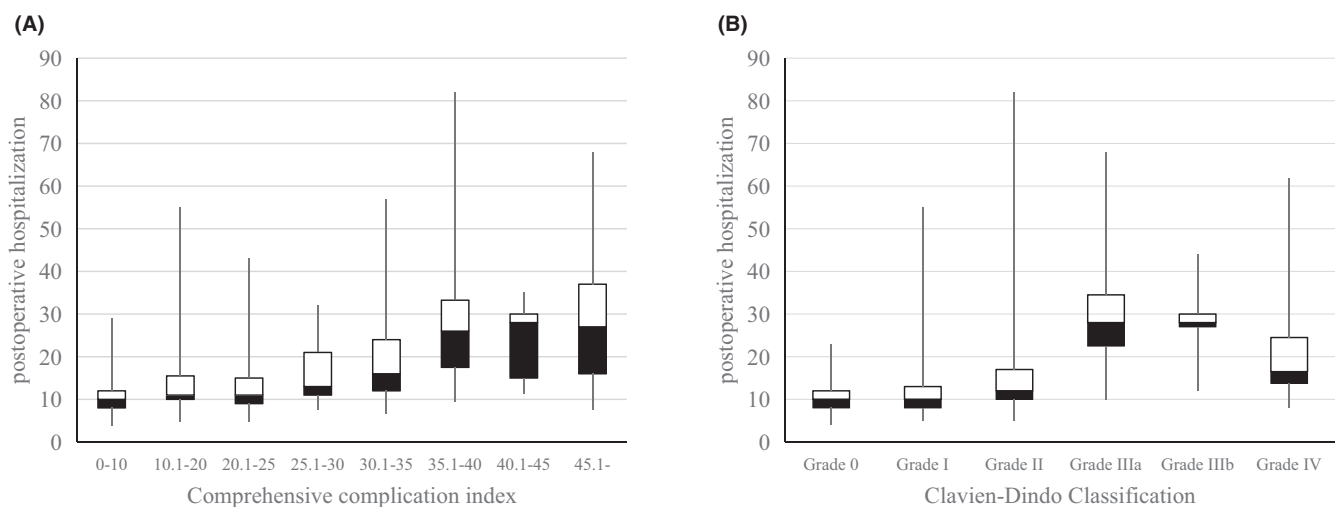 (A)
postoperative hospitalization
90
80
70
60
50
40
30
20
10
0
0-10 10.1-20 20.1-25 25.1-30 30.1-35 35.1-40 40.1-45 45.1-
Comprehensive complication index
(B)
postoperative hospitalization
90
80
70
60
50
40
30
20
10
0
Grade 0 Grade I Grade II Grade IIIa Grade IIIb Grade IV
Clavien-Dindo Classification